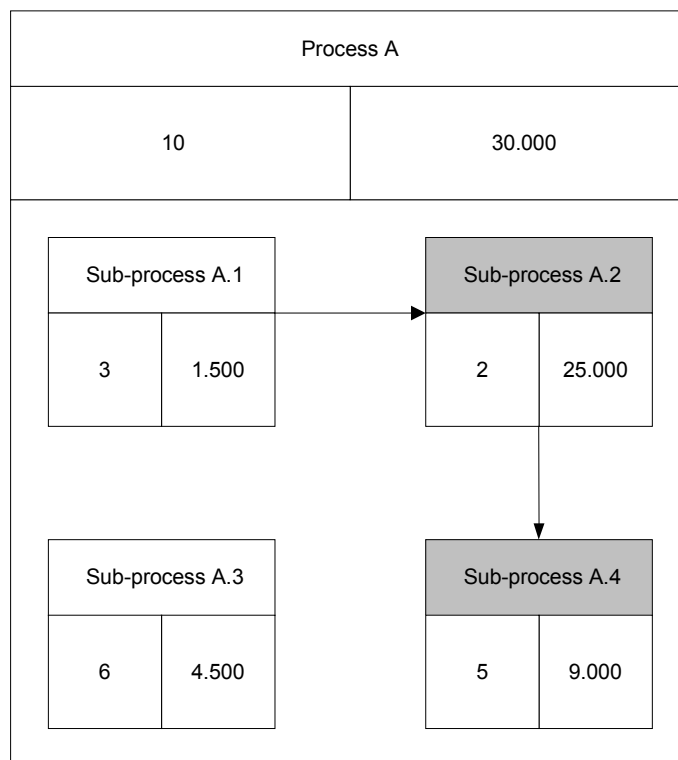 Process A
10 30.000
Sub-process A.1 Sub-process A.2
3 1.500 2 25.000
Sub-process A.3 Sub-process A.4
6 4.500 5 9.000